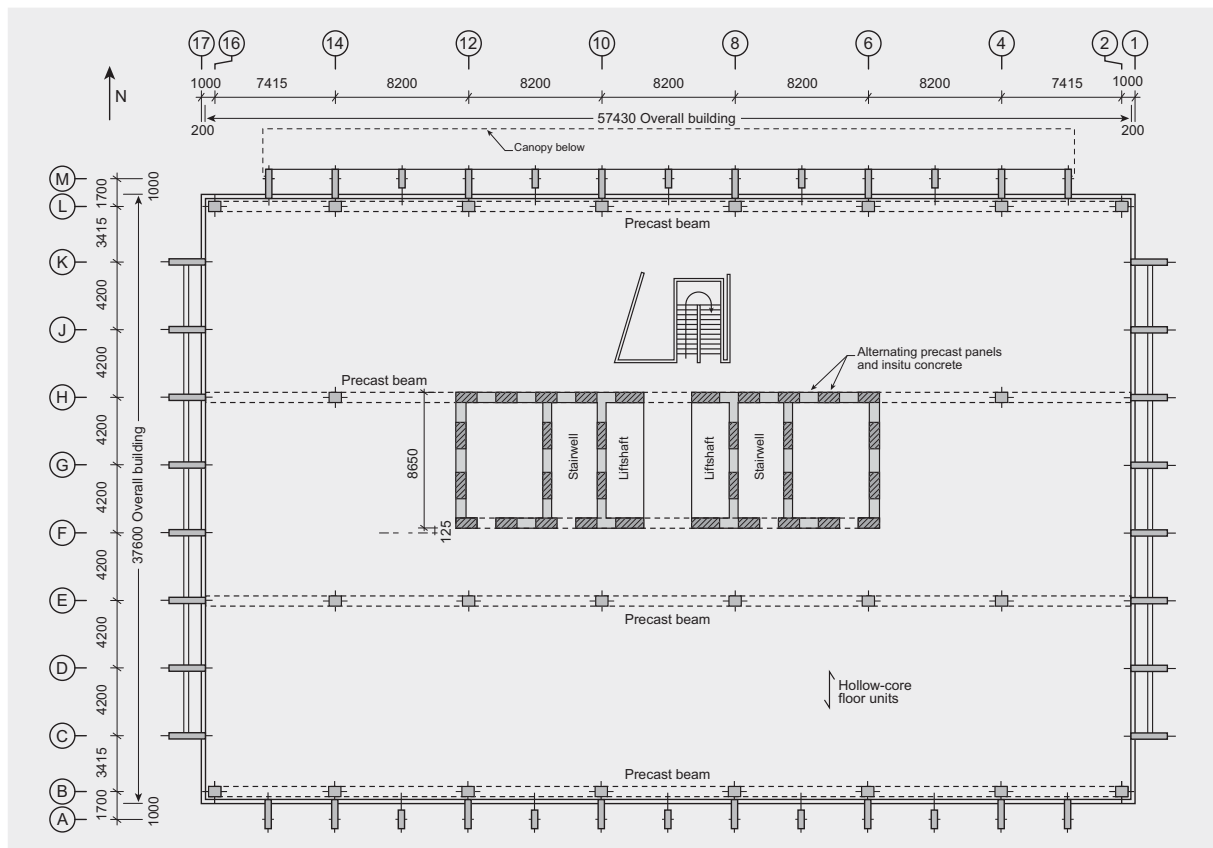 17 16 14 12 10 8 6 4 2 1
1000 7415 8200 8200 8200 8200 8200 7415 1000
N
57430 Overall building
200 200
Canopy below
M
1700
1000
L
Precast beam
3415
K
4200
J
4200
Alternating precast panels
and insitu concrete
Precast beam
H
4200
8650
Stairwell
Liftshaft
Liftshaft
Stairwell
G
37600 Overall building
4200
F
125
4200
E
Precast beam
4200
D
Hollow-core
floor units
4200
C
3415
Precast beam
B
1700
1000
A